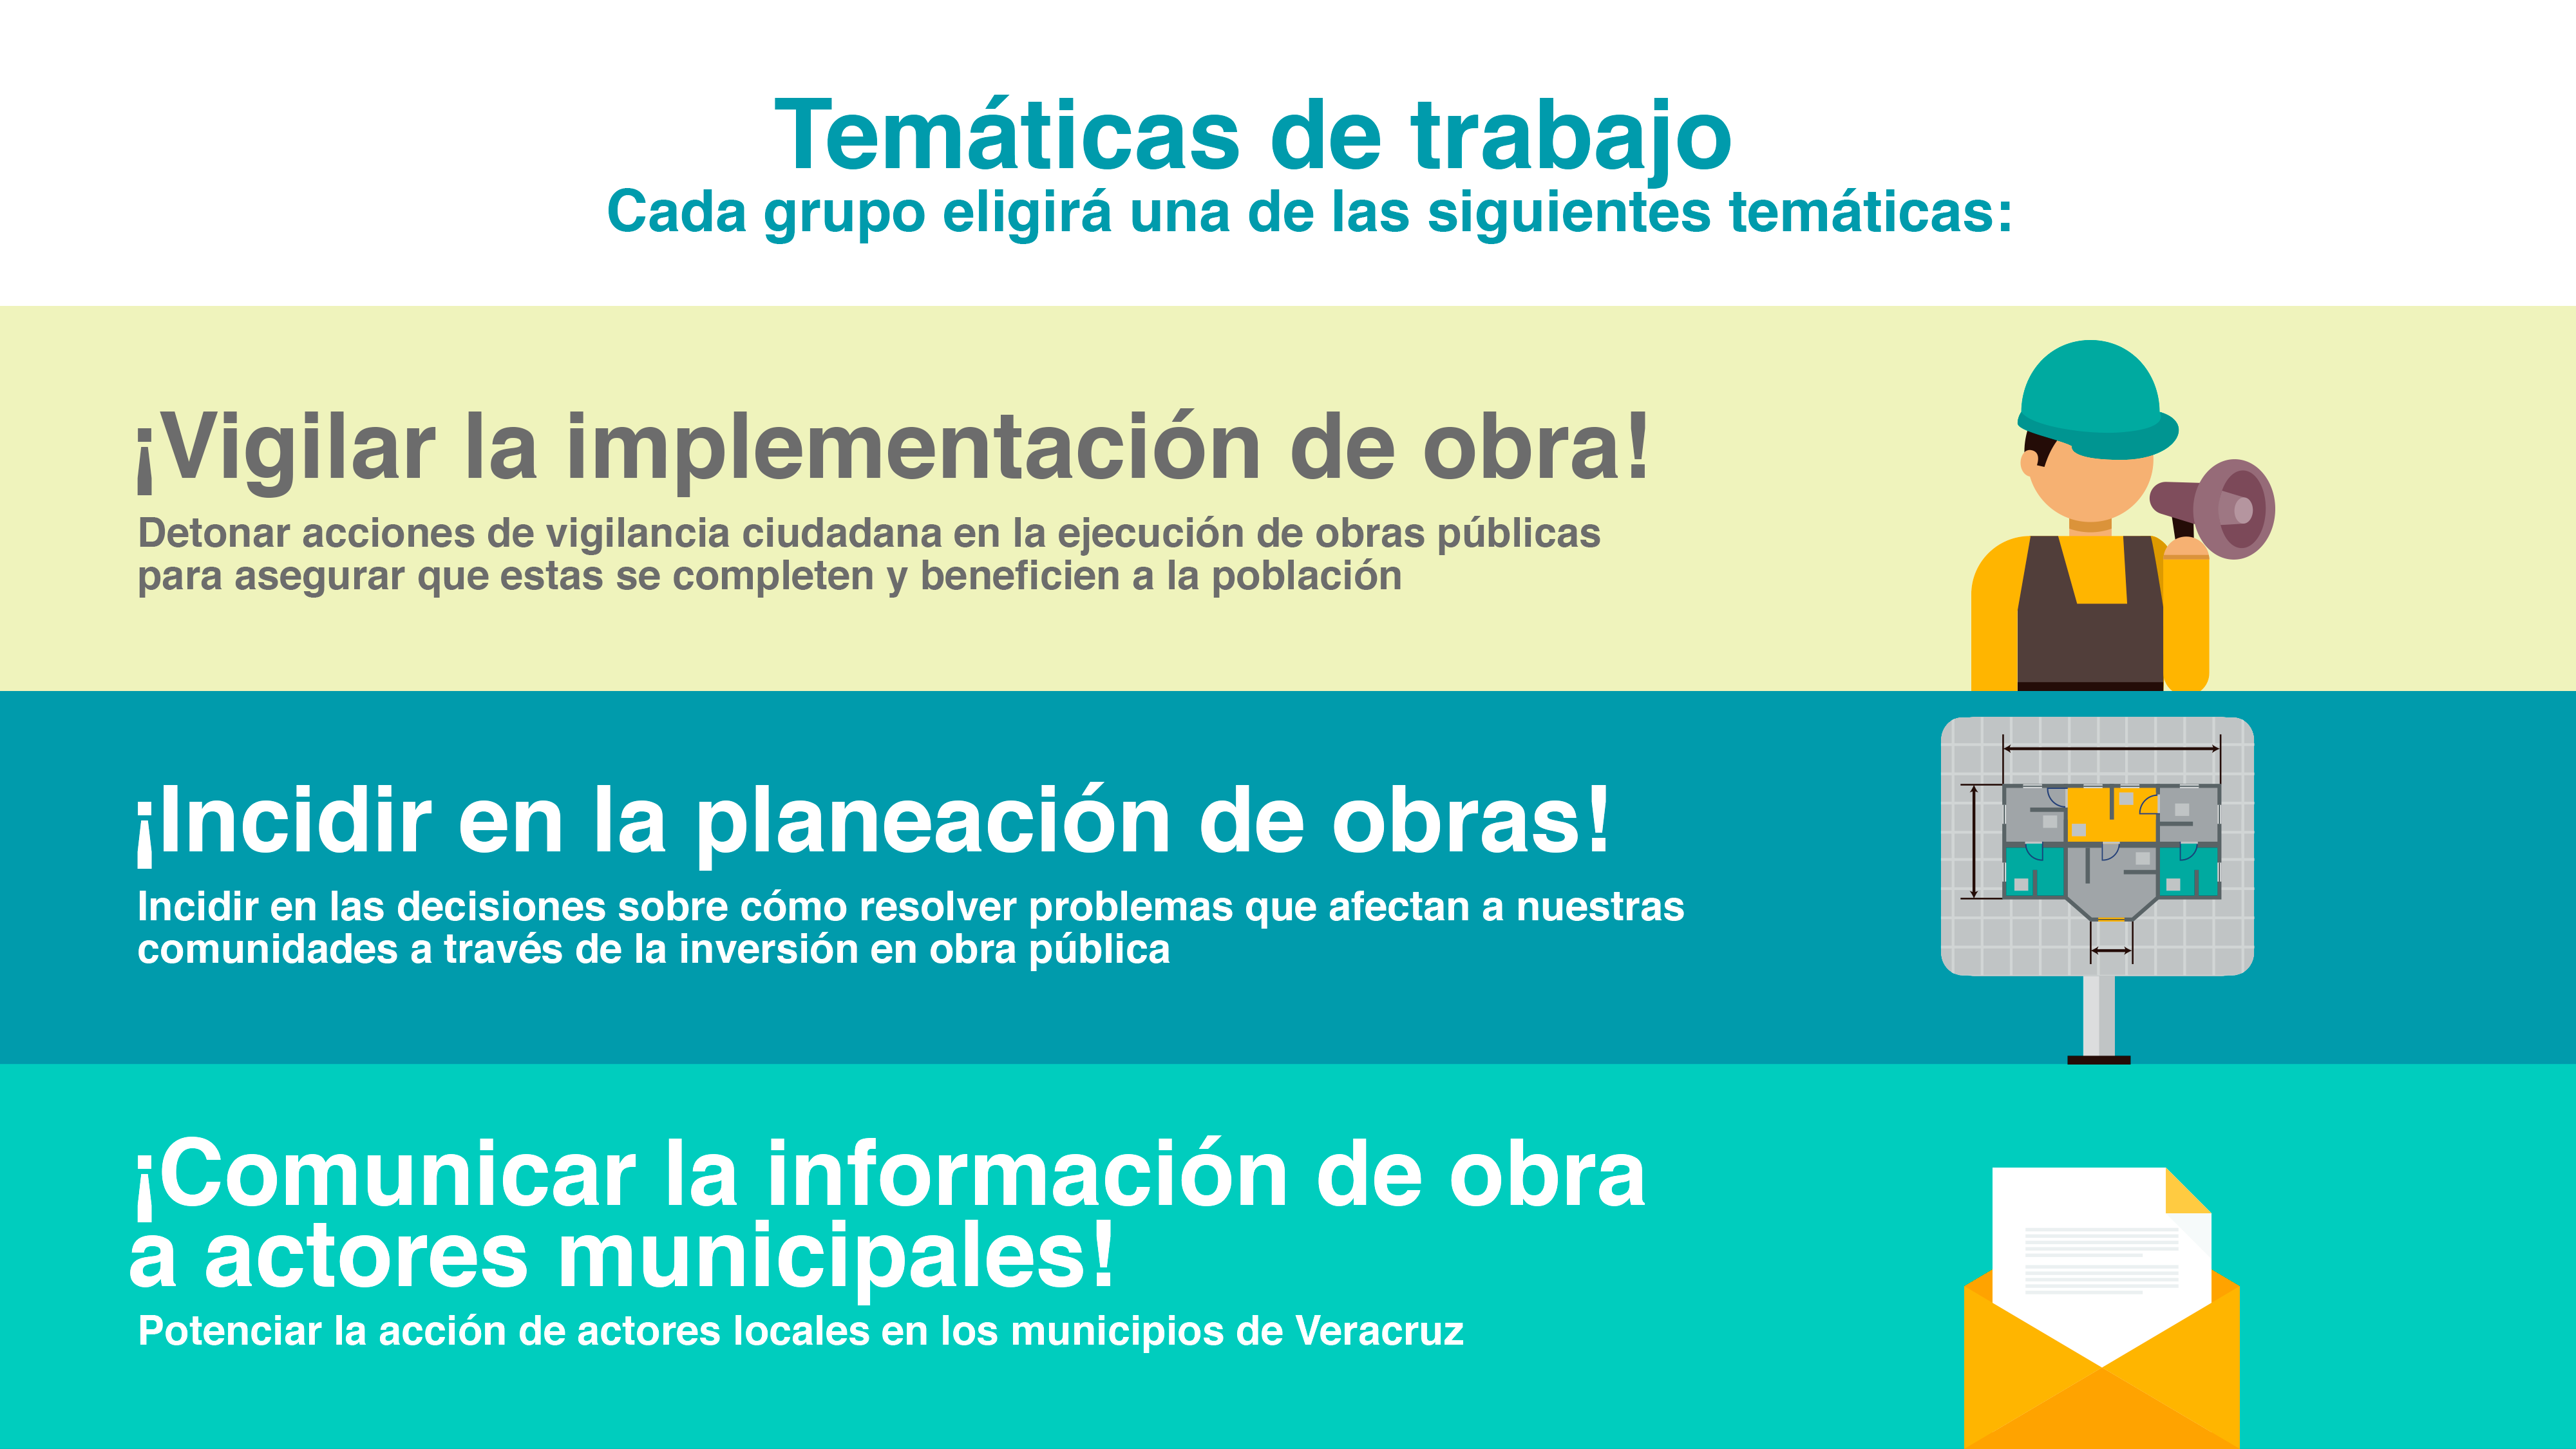 Temáticas de trabajo
Cada grupo eligirá una de las siguientes temáticas:
¡Vigilar la implementación de obra!
Detonar acciones de vigilancia ciudadana en la ejecución de obras públicas
para asegurar que estas se completen y beneficien a la población
¡Incidir en la planeación de obras!
Incidir en las decisiones sobre cómo resolver problemas que afectan a nuestras
comunidades a través de la inversión en obra pública
¡Comunicar la información de obra
a actores municipales!
Potenciar la acción de actores locales en los municipios de Veracruz